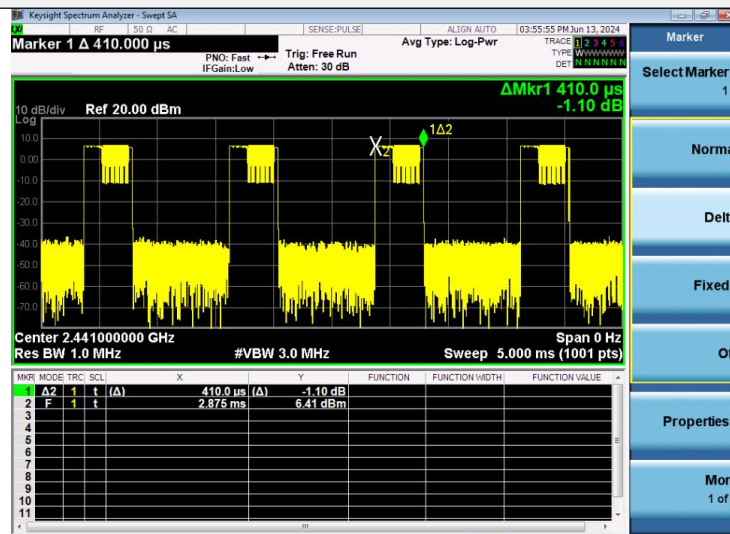 Keysight Spectrum Analyzer - Swept SA
RF 50 Ω AC SENSE:PULSE ALIGN AUTO 03:55:55 PM Jun 13, 2024
Marker 1 Δ 410.000 µs
PNO: Fast
IFGain:Low
Trig: Free Run
Atten: 30 dB
Avg Type: Log-Pwr
TRACE 1 2 3 4 5 6
TYPE W
DET N N N N N N
ΔMkr1 410.0 µs
-1.10 dB
10 dB/div Ref 20.00 dBm
Log
10.0
0.00
-10.0
-20.0
-30.0
-40.0
-50.0
-60.0
-70.0
X2
1Δ2
Center 2.441000000 GHz Span 0 Hz
Res BW 1.0 MHz #VBW 3.0 MHz Sweep 5.000 ms (1001 pts)
MKR MODE TRC SCL X Y FUNCTION FUNCTION WIDTH FUNCTION VALUE
1 Δ2 1 t (Δ) 410.0 µs (Δ) -1.10 dB
2 F 1 t 2.875 ms 6.41 dBm
3
4
5
6
7
8
9
10
11
Marker
Select Marker
1
Norma
Delt
Fixed
Of
Properties
Mor
1 of